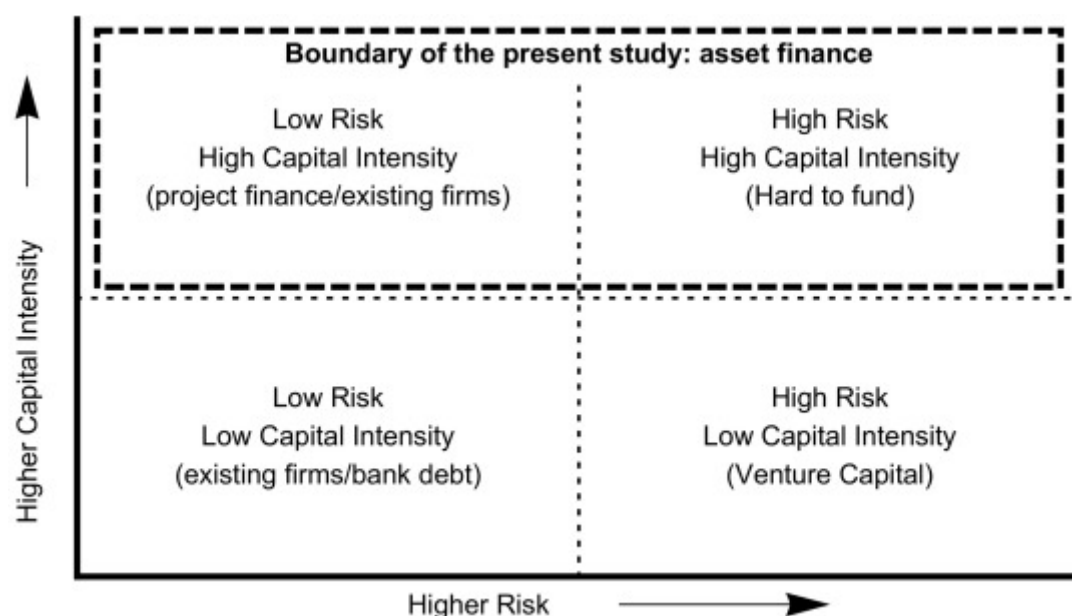 Boundary of the present study: asset finance
Low Risk
High Capital Intensity
(project finance/existing firms)
High Risk
High Capital Intensity
(Hard to fund)
Low Risk
Low Capital Intensity
(existing firms/bank debt)
High Risk
Low Capital Intensity
(Venture Capital)
Higher Capital Intensity
Higher Risk